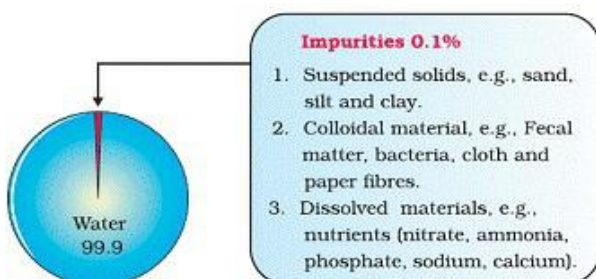 Impurities 0.1%
1. Suspended solids, e.g., sand,
silt and clay.
2. Colloidal material, e.g., Fecal
matter, bacteria, cloth and
paper fibres.
3. Dissolved materials, e.g.,
nutrients (nitrate, ammonia,
phosphate, sodium, calcium).
Water
99.9